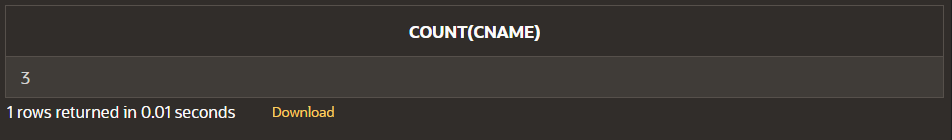 COUNT(CNAME)
3
1 rows returned in 0.01 seconds Download